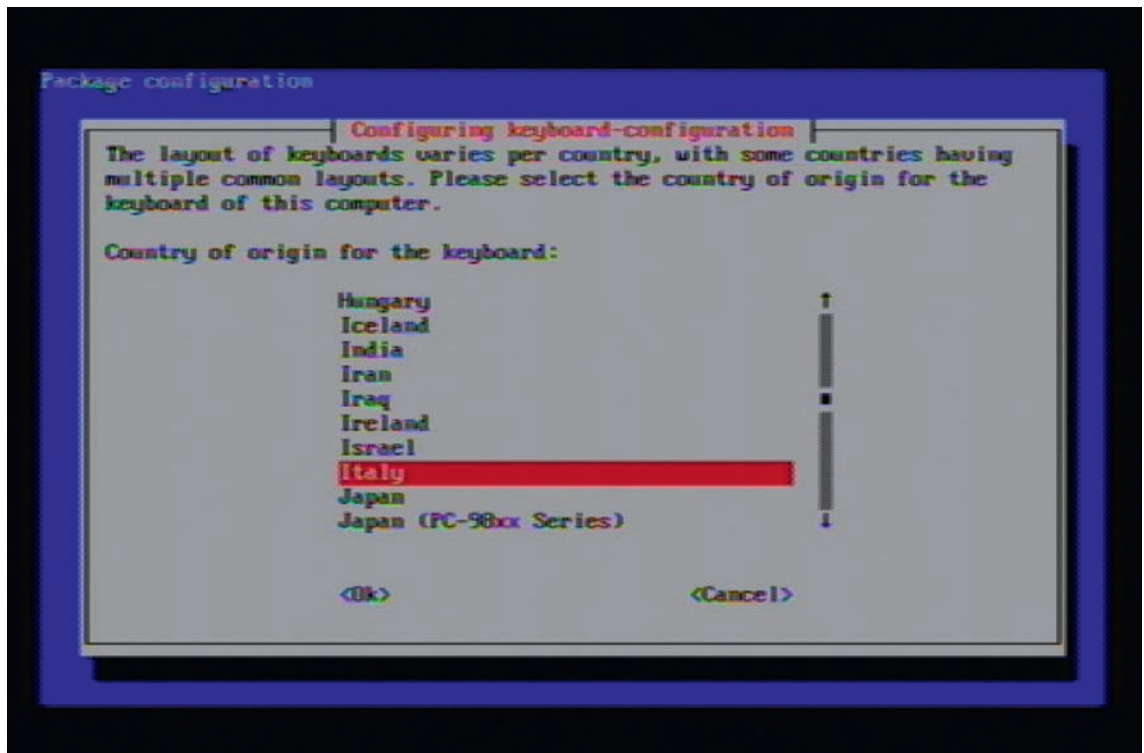 Package configuration
Configuring keyboard-configuration
The layout of keyboards varies per country, with some countries having
multiple common layouts. Please select the country of origin for the
keyboard of this computer.
Country of origin for the keyboard:
Hungary
Iceland
India
Iran
Iraq
Ireland
Israel
Italy
Japan
Japan (PC-98xx Series)
<Ok> <Cancel>